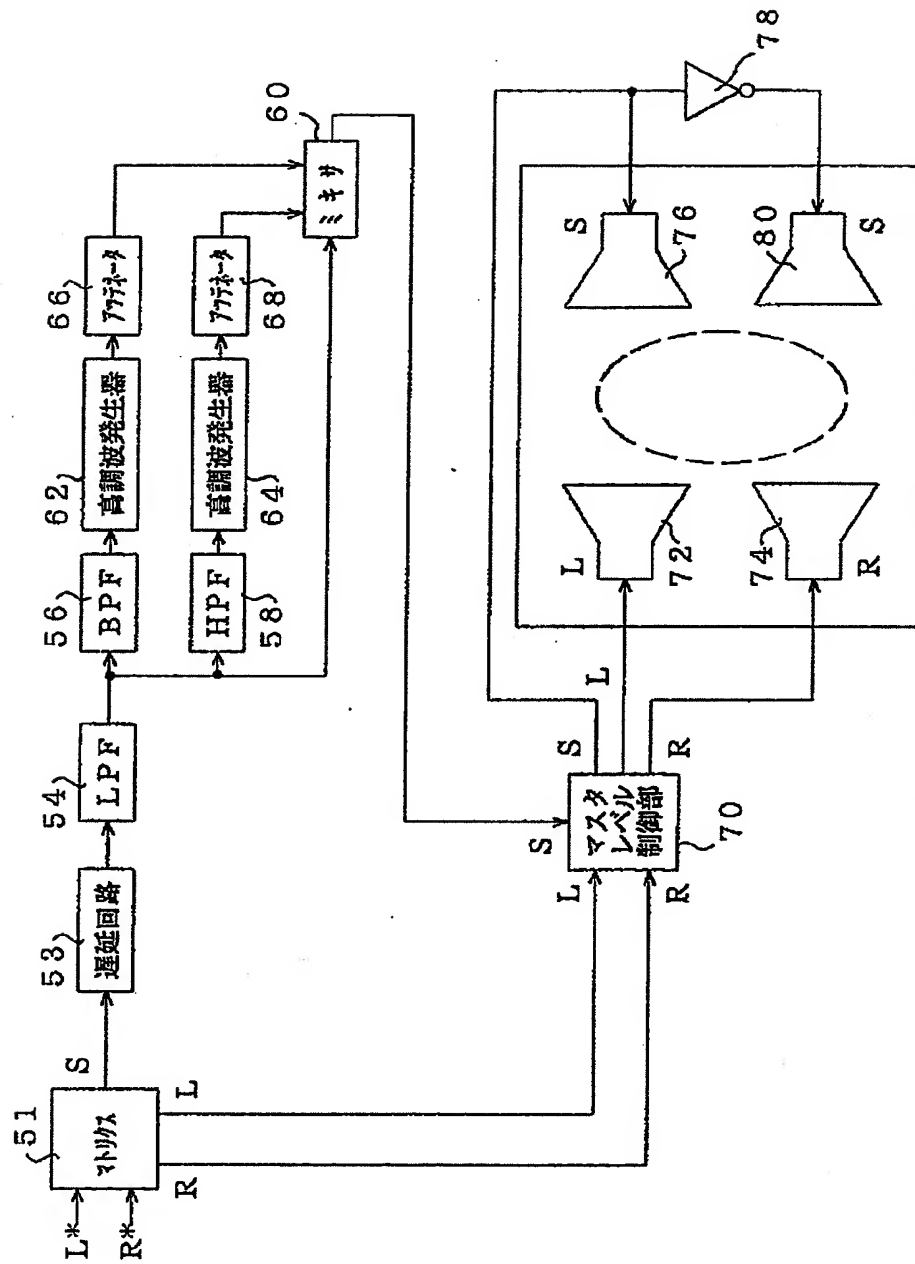 L*
R*
51
マトリクス
S
L
R
53
遅延回路
54
LPF
56
BPF
58
HPF
62
高調波発生器
64
高調波発生器
66
アッテネータ
68
アッテネータ
60
ミキサ
S
L
R
マスタ
レベル
制御部
70
S
L
R
L
72
74
R
S
76
80
S
78